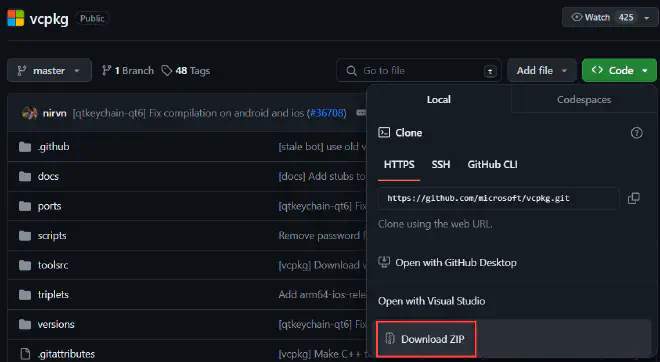 vcpkg Public Watch 425
master 1 Branch 48 Tags Go to file t Add file Code
nirvn [qtkeychain-qt6] Fix compilation on android and ios (#36708)
.github [stale bot] use old v
docs [docs] Add stubs to
ports [qtkeychain-qt6] Fix
scripts Remove password f
toolsrc [vcpkg] Download v
triplets Add arm64-ios-rele
versions [qtkeychain-qt6] Fix
.gitattributes [vcpkg] Make C++ t
Local Codespaces
Clone
HTTPS SSH GitHub CLI
https://github.com/microsoft/vcpkg.git
Clone using the web URL.
Open with GitHub Desktop
Open with Visual Studio
Download ZIP